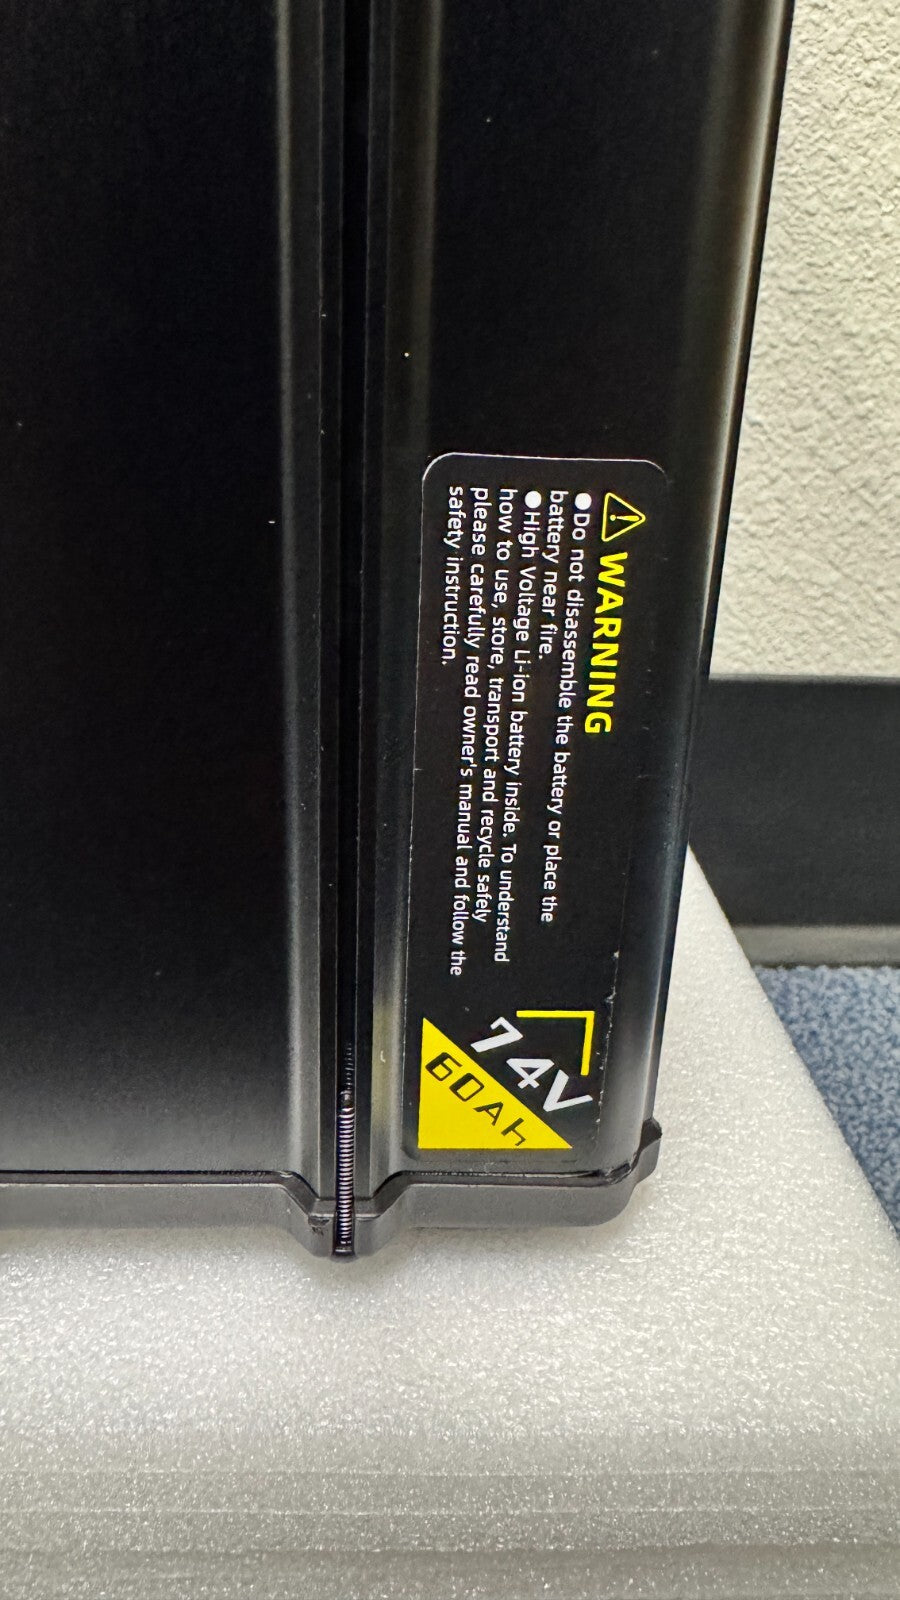 WARNING
●Do not disassemble the battery or place the
battery near fire.
●High Voltage Li-ion battery inside. To understand
how to use, store, transport and recycle safely
please carefully read owner's manual and follow the
safety instruction.
74V
60Ah